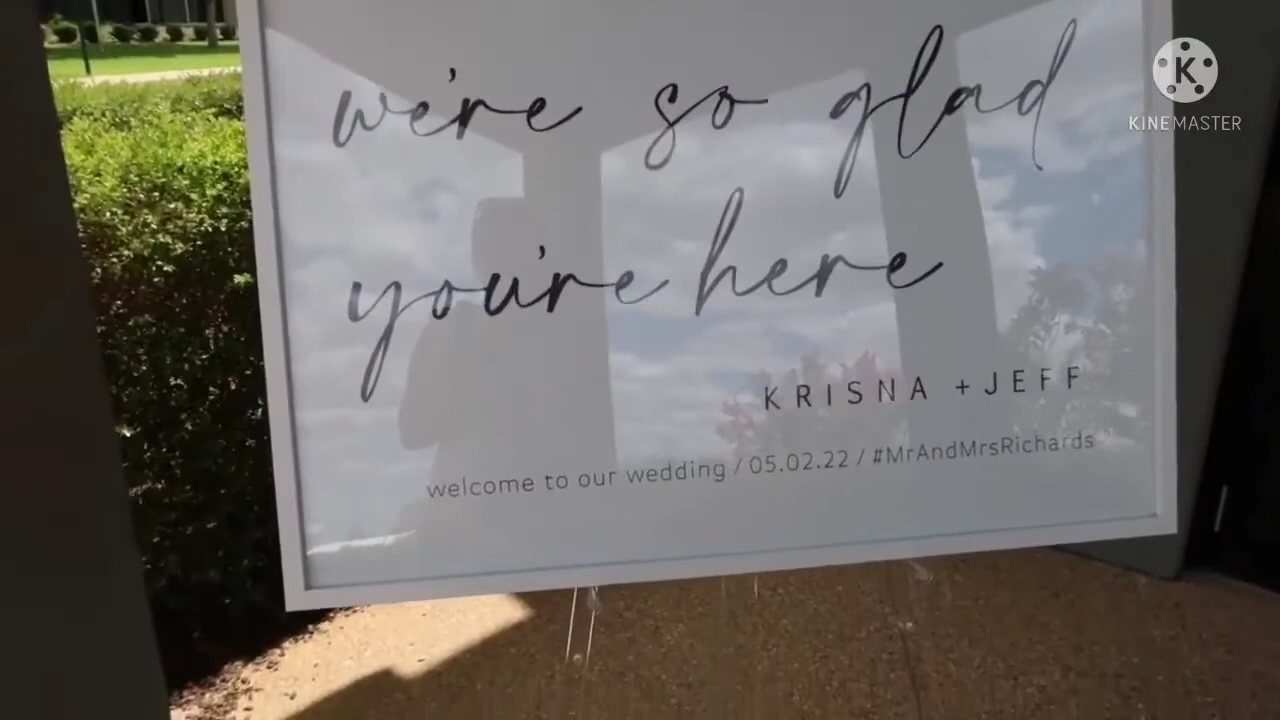 we're so glad
you're here
KRISNA + JEFF
welcome to our wedding / 05.02.22 / #MrAndMrsRichards
K
KINEMASTER